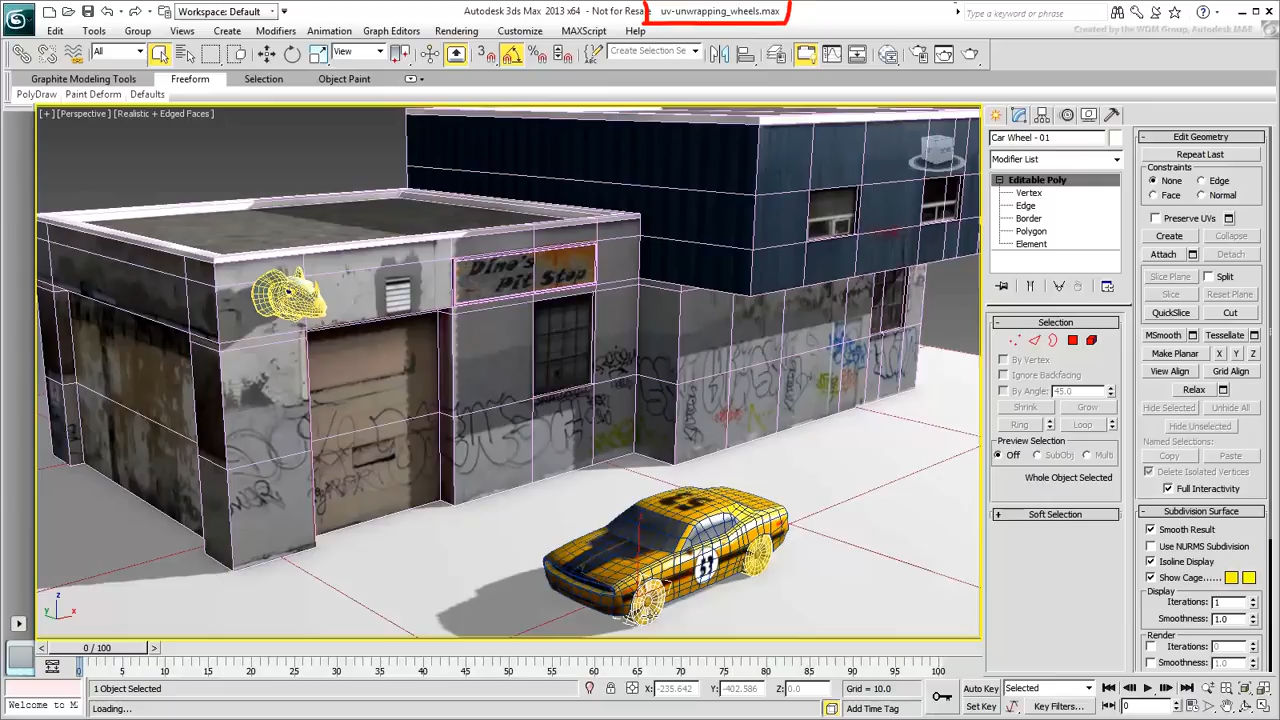 Workspace: Default
Autodesk 3ds Max 2013 x64 - Not for Resale
uv-unwrapping_wheels.max
Type a keyword or phrase
Edit Tools Group Views Create Modifiers Animation Graph Editors Rendering Customize MAXScript Help
Created by the WDM Group, Autodesk M&E
All
View
Create Selection Se
Graphite Modeling Tools Freeform Selection Object Paint
PolyDraw Paint Deform Defaults
[ + ] [Perspective ] [Realistic + Edged Faces ]
Dino's
Pit Stop
Car Wheel - 01
Modifier List
Editable Poly
Vertex
Edge
Border
Polygon
Element
Selection
By Vertex
Ignore Backfacing
By Angle: 45.0
Shrink Grow
Ring Loop
Preview Selection
Off SubObj Multi
Whole Object Selected
Soft Selection
Edit Geometry
Repeat Last
Constraints
None Edge
Face Normal
Preserve UVs
Create Collapse
Attach Detach
Slice Plane Split
Slice Reset Plane
QuickSlice Cut
MSmooth Tessellate
Make Planar X Y Z
View Align Grid Align
Relax
Hide Selected Unhide All
Hide Unselected
Named Selections:
Copy Paste
Delete Isolated Vertices
Full Interactivity
Subdivision Surface
Smooth Result
Use NURMS Subdivision
Isoline Display
Show Cage......
Display
Iterations: 1
Smoothness: 1.0
Render
Iterations: 0
Smoothness: 1.0
z
y x
0 / 100
0 5 10 15 20 25 30 35 40 45 50 55 60 65 70 75 80 85 90 95 100
1 Object Selected
X: -235.642 Y: -402.586 Z: 0.0 Grid = 10.0
Auto Key Selected
Welcome to M
Loading...
Add Time Tag
Set Key Key Filters... 0